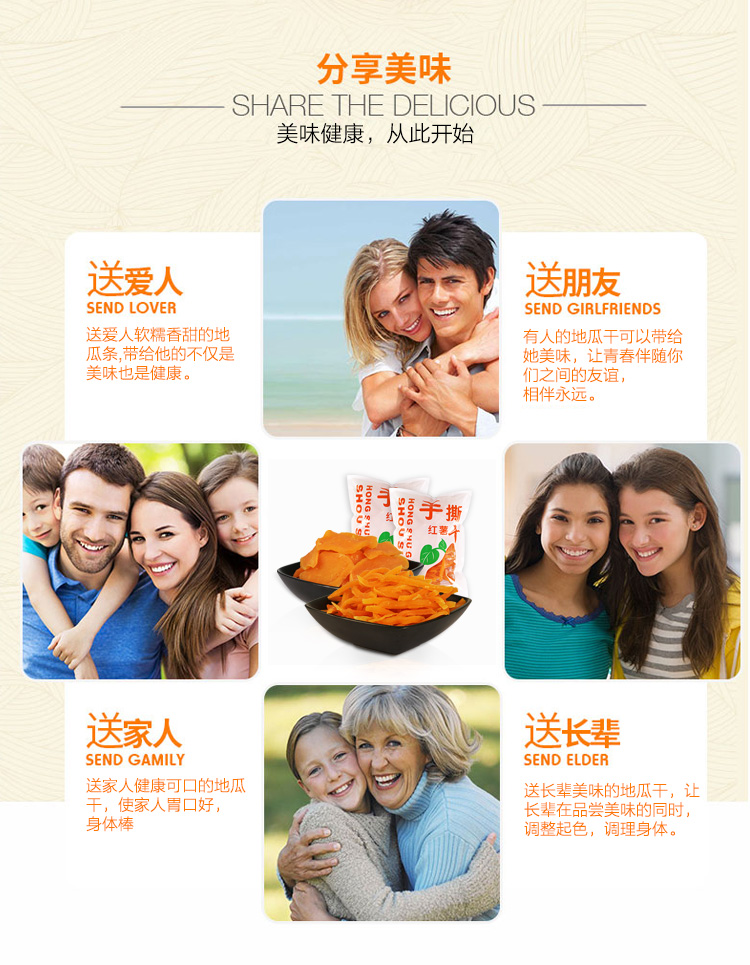 分享美味
SHARE THE DELICIOUS
美味健康，从此开始
送爱人
SEND LOVER
送爱人软糯香甜的地
瓜条,带给他的不仅是
美味也是健康。
送朋友
SEND GIRLFRIENDS
有人的地瓜干可以带给
她美味，让青春伴随你
们之间的友谊，
相伴永远。
手撕
红薯
SHOU S
HONG SHU G
送家人
SEND GAMILY
送家人健康可口的地瓜
干，使家人胃口好，
身体棒
送长辈
SEND ELDER
送长辈美味的地瓜干，让
长辈在品尝美味的同时，
调整起色，调理身体。